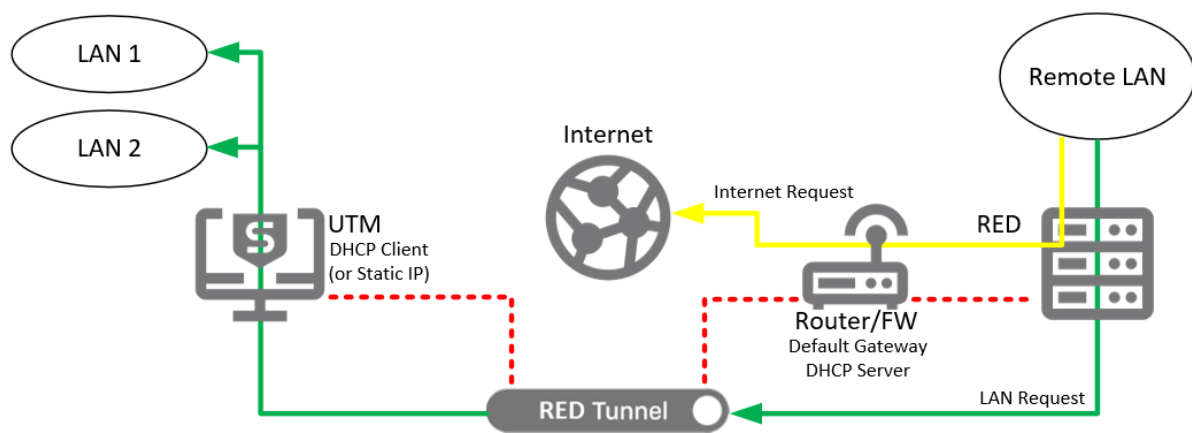 LAN 1
Remote LAN
LAN 2
Internet
Internet Request
S
UTM
DHCP Client
(or Static IP)
RED
Router/FW
Default Gateway
DHCP Server
RED Tunnel
LAN Request